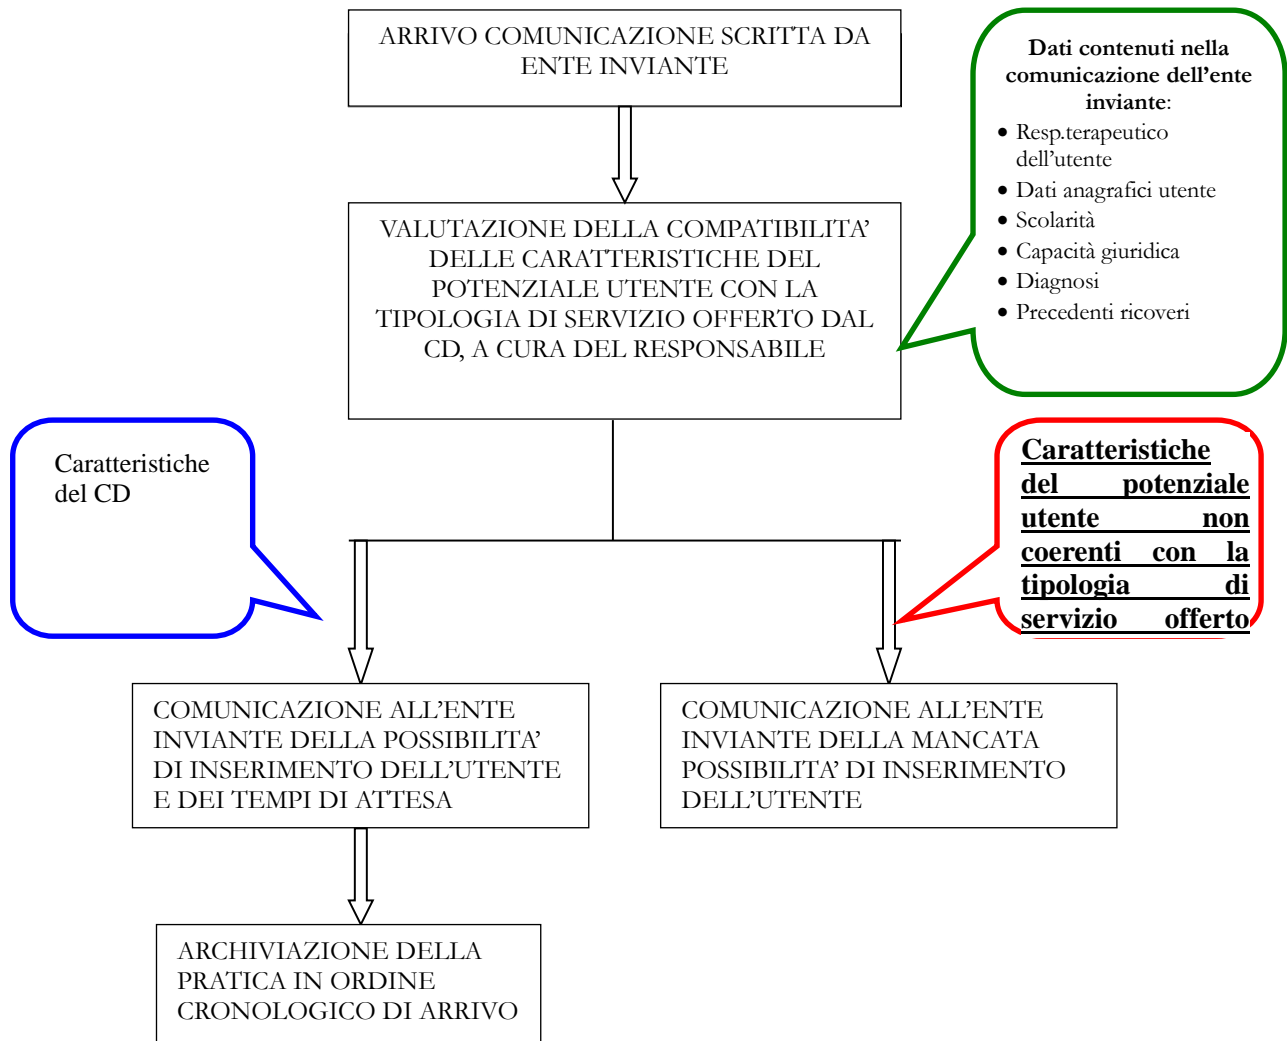 ARRIVO COMUNICAZIONE SCRITTA DA
ENTE INVIANTE
Dati contenuti nella
comunicazione dell’ente
inviante:
• Resp.terapeutico
dell’utente
• Dati anagrafici utente
• Scolarità
• Capacità giuridica
• Diagnosi
• Precedenti ricoveri
VALUTAZIONE DELLA COMPATIBILITA’
DELLE CARATTERISTICHE DEL
POTENZIALE UTENTE CON LA
TIPOLOGIA DI SERVIZIO OFFERTO DAL
CD, A CURA DEL RESPONSABILE
Caratteristiche
del CD
Caratteristiche
del potenziale
utente non
coerenti con la
tipologia di
servizio offerto
COMUNICAZIONE ALL’ENTE
INVIANTE DELLA POSSIBILITA’
DI INSERIMENTO DELL’UTENTE
E DEI TEMPI DI ATTESA
COMUNICAZIONE ALL’ENTE
INVIANTE DELLA MANCATA
POSSIBILITA’ DI INSERIMENTO
DELL’UTENTE
ARCHIVIAZIONE DELLA
PRATICA IN ORDINE
CRONOLOGICO DI ARRIVO